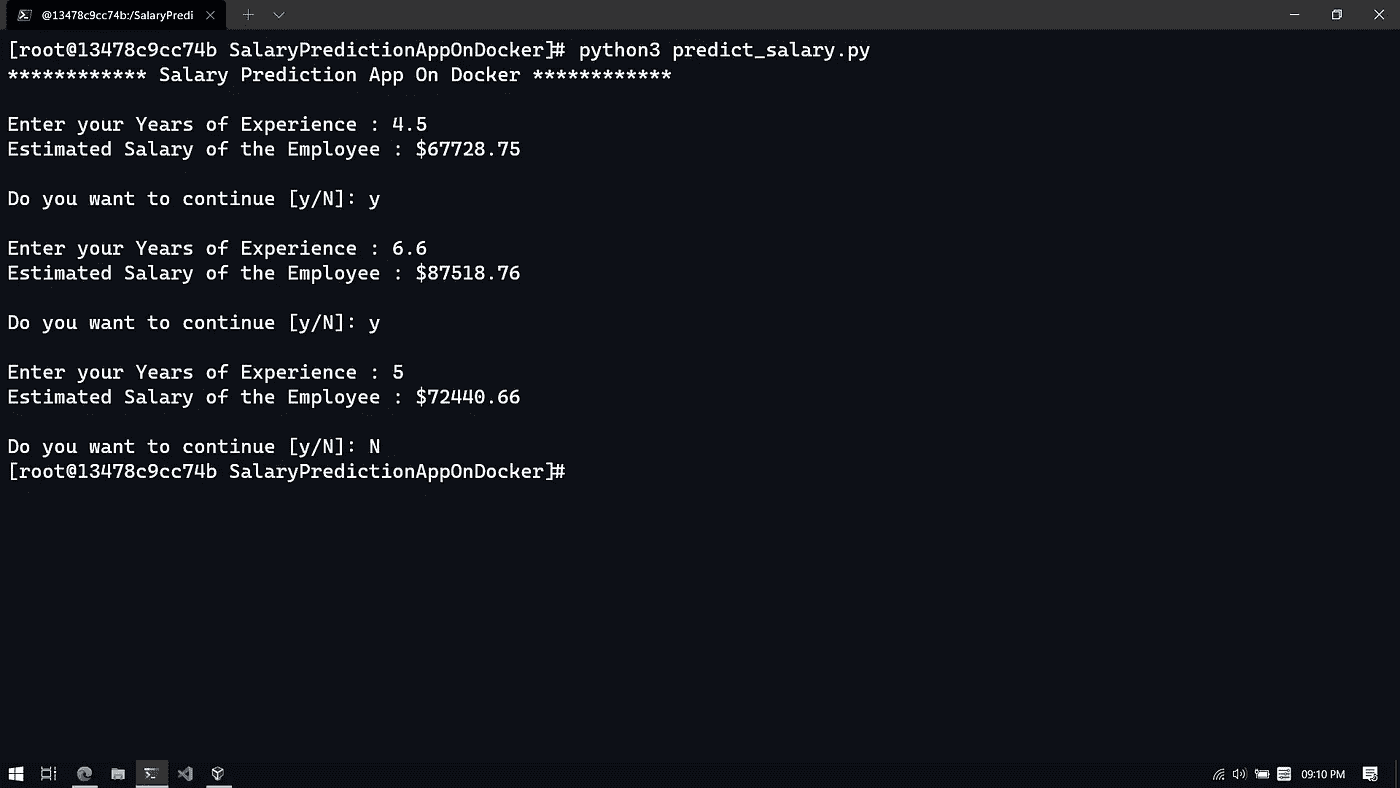 @13478c9cc74b:/SalaryPredi
[root@13478c9cc74b SalaryPredictionAppOnDocker]# python3 predict_salary.py
************ Salary Prediction App On Docker ************
Enter your Years of Experience : 4.5
Estimated Salary of the Employee : $67728.75
Do you want to continue [y/N]: y
Enter your Years of Experience : 6.6
Estimated Salary of the Employee : $87518.76
Do you want to continue [y/N]: y
Enter your Years of Experience : 5
Estimated Salary of the Employee : $72440.66
Do you want to continue [y/N]: N
[root@13478c9cc74b SalaryPredictionAppOnDocker]#
09:10 PM